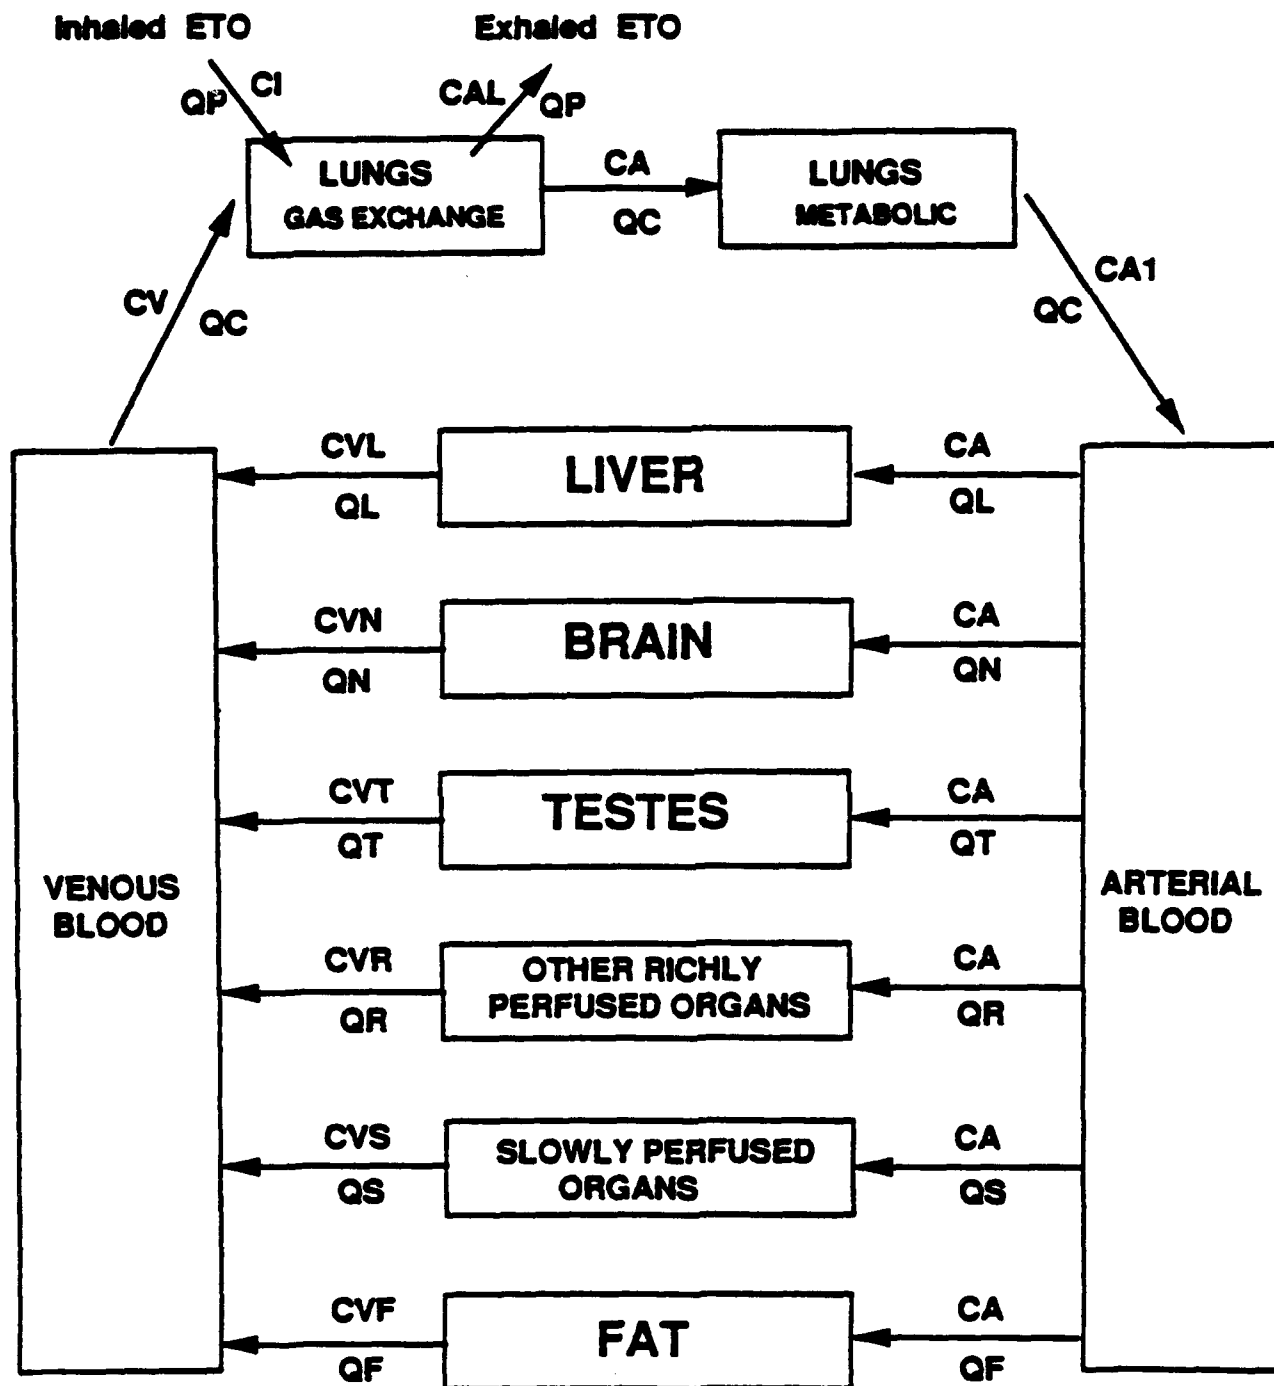 Inhaled ETO
Exhaled ETO
QP
CI
CAL
QP
LUNGS
GAS EXCHANGE
CA
QC
LUNGS
METABOLIC
CV
QC
CA1
QC
CVL
QL
LIVER
CA
QL
CVN
QN
BRAIN
CA
QN
CVT
QT
TESTES
CA
QT
VENOUS
BLOOD
ARTERIAL
BLOOD
CVR
QR
OTHER RICHLY
PERFUSED ORGANS
CA
QR
CVS
QS
SLOWLY PERFUSED
ORGANS
CA
QS
CVF
QF
FAT
CA
QF